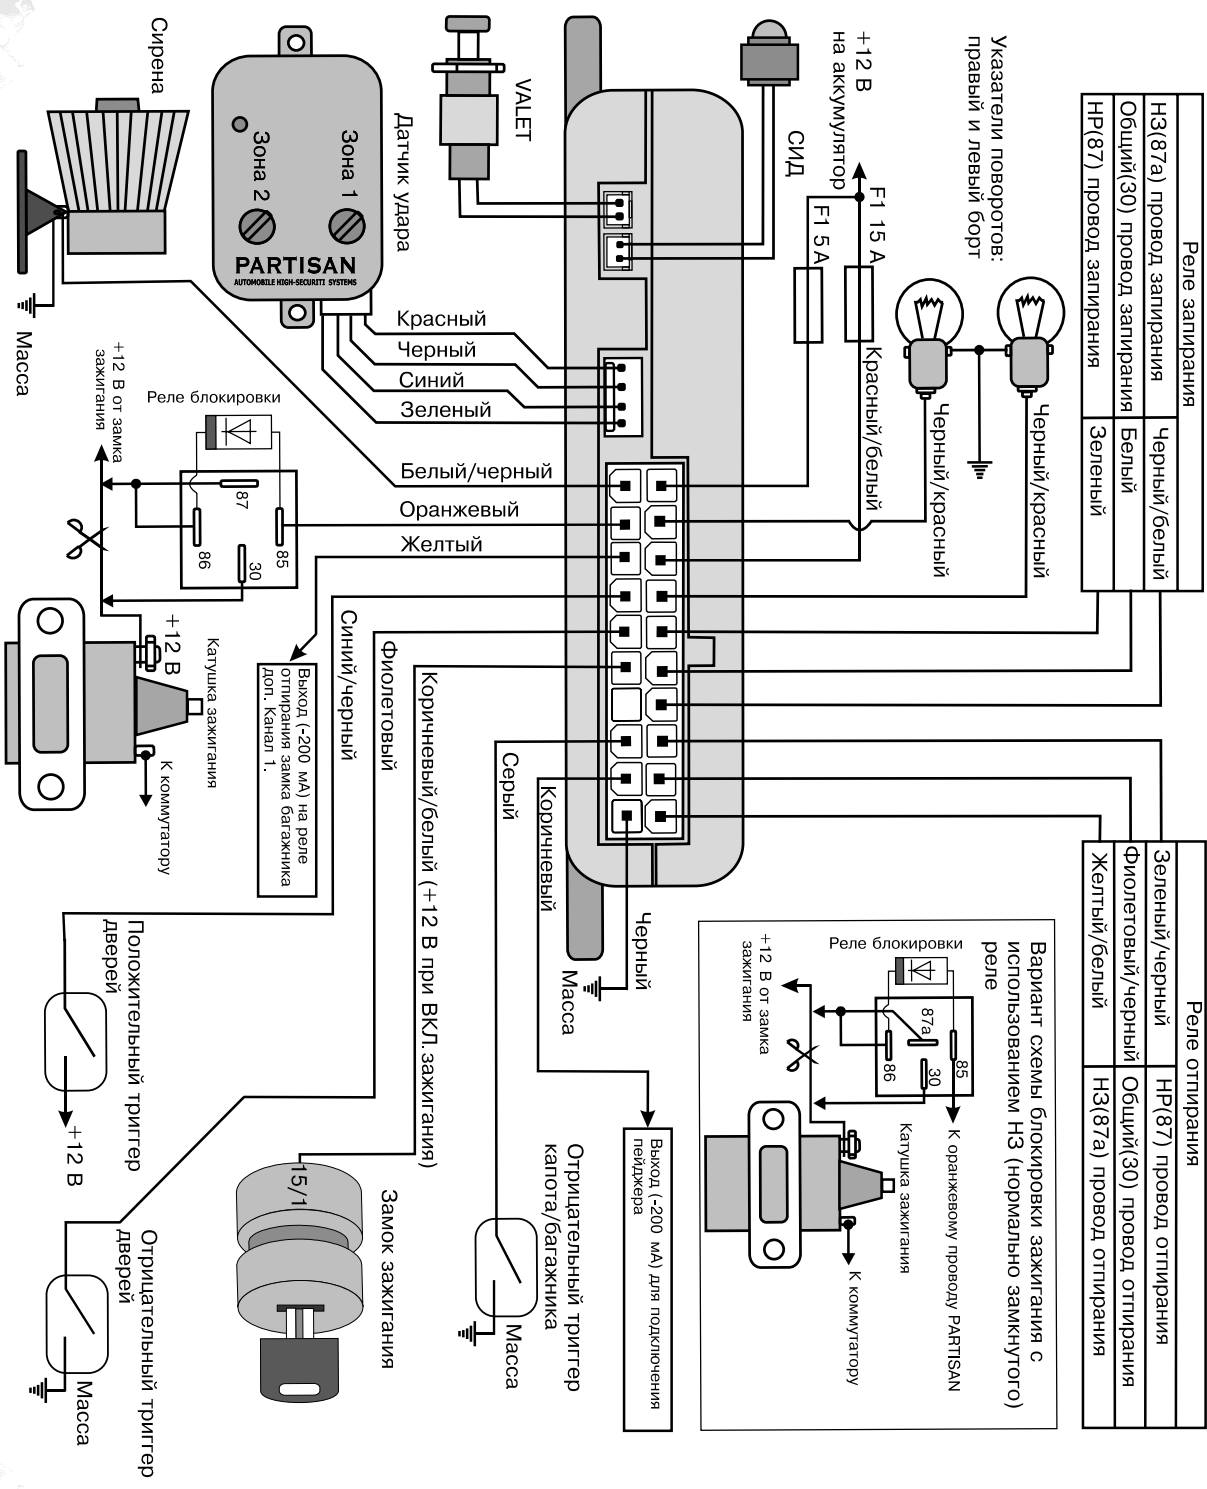 Указатели поворотов:
правый и левый борт
Реле запирания
НЗ(87а) провод запирания
Черный/белый
Общий(30) провод запирания
Белый
НР(87) провод запирания
Зеленый
Реле отпирания
Зеленый/черный
НР(87) провод отпирания
Фиолетовый/черный
Общий(30) провод отпирания
Желтый/белый
НЗ(87а) провод отпирания
+12 В
на аккумулятор
F1 15 А
F1 5 А
Красный/белый
Черный/красный
Черный/красный
СИД
VALET
Датчик удара
Зона 1
Зона 2
PARTISAN
AUTOMOBILE HIGH-SECURITI SYSTEMS
Сирена
Масса
Красный
Черный
Синий
Зеленый
Белый/черный
Оранжевый
Желтый
Реле блокировки
+12 В от замка
зажигания
87
86
85
30
+12 В
Катушка зажигания
К коммутатору
Выход (-200 мА) на реле
отпирания замка багажника
доп. Канал 1.
Синий/черный
Фиолетовый
Коричневый/белый (+12 В при ВКЛ. зажигания)
Серый
Коричневый
Черный
Масса
Положительный триггер
дверей
+12 В
Отрицательный триггер
дверей
Масса
Замок зажигания
15/1
Отрицательный триггер
капота/багажника
Масса
Выход (-200 мА) для подключения
пейджера
Вариант схемы блокировки зажигания с
использованием НЗ (нормально замкнутого)
реле
Реле блокировки
+12 В от замка
зажигания
87а
86
85
30
К оранжевому проводу PARTISAN
Катушка зажигания
К коммутатору